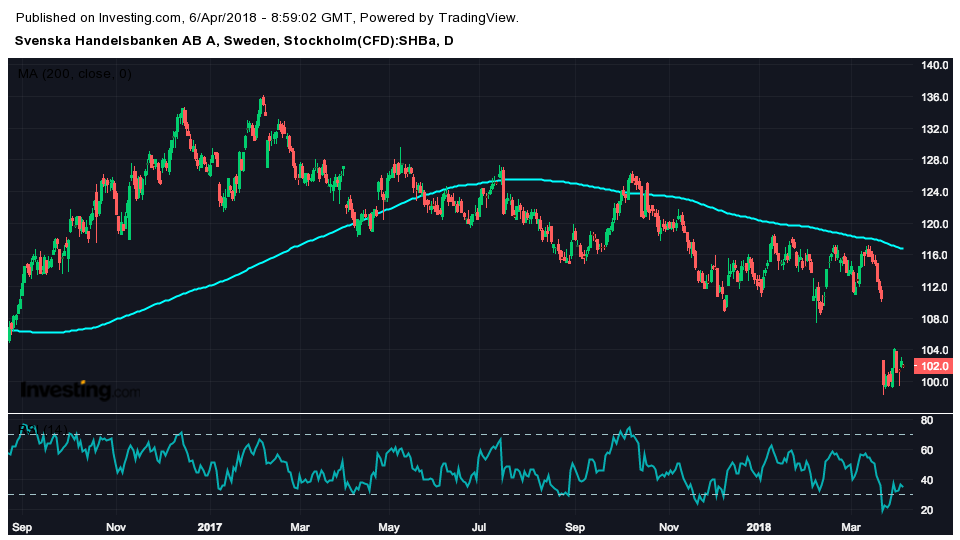 Published on Investing.com, 6/Apr/2018 - 8:59:02 GMT, Powered by TradingView.
Svenska Handelsbanken AB A, Sweden, Stockholm(CFD):SHBa, D
MA (200, close, 0)
140.0
136.0
132.0
128.0
124.0
120.0
116.0
112.0
108.0
104.0
102.0
100.0
Investing.com
RSI (14)
80
60
40
20
Sep Nov 2017 Mar May Jul Sep Nov 2018 Mar